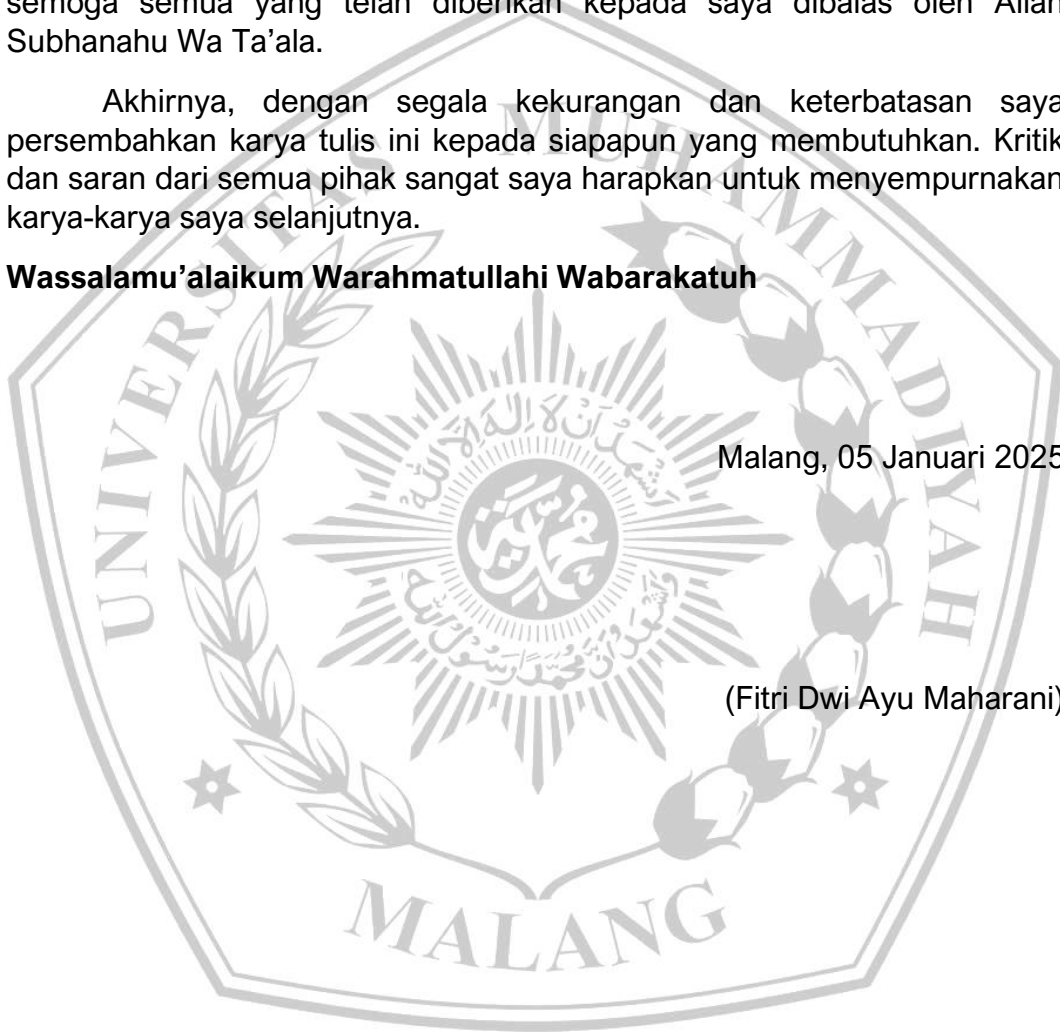 semoga semua yang telah diberikan kepada saya dibalas oleh Allah
Subhanahu Wa Ta’ala.
Akhirnya, dengan segala kekurangan dan keterbatasan saya
persembahkan karya tulis ini kepada siapapun yang membutuhkan. Kritik
dan saran dari semua pihak sangat saya harapkan untuk menyempurnakan
karya-karya saya selanjutnya.
Wassalamu’alaikum Warahmatullahi Wabarakatuh
Malang, 05 Januari 2025
(Fitri Dwi Ayu Maharani)
UNIVERSITAS MUHAMMADIYAH
MALANG